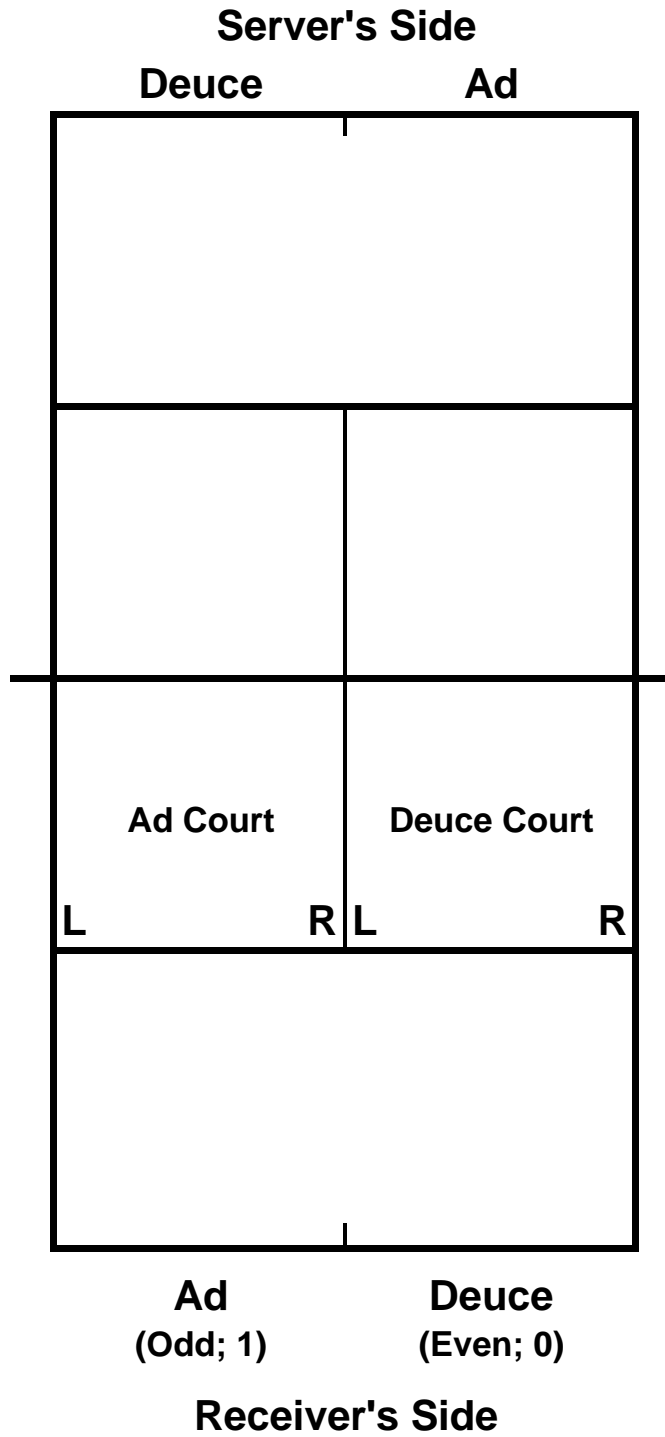 Server's Side
Deuce Ad
Ad Court Deuce Court
L R L R
Ad Deuce
(Odd; 1) (Even; 0)
Receiver's Side